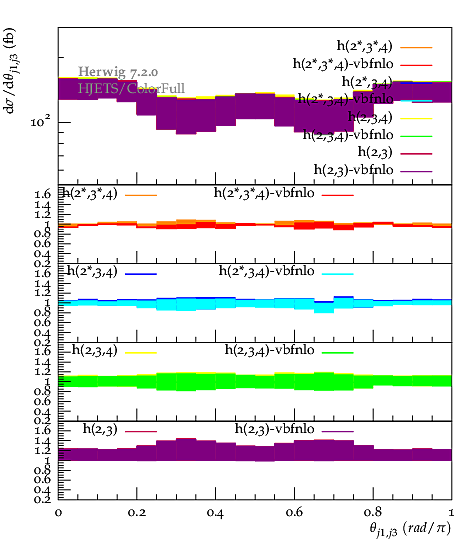 dσ/dθj1,j3 (fb)
Herwig 7.2.0
HJETS/ColorFull
h(2*,3*,4)
h(2*,3*,4)-vbfnlo
h(2*,3,4)
h(2*,3,4)-vbfnlo
h(2,3,4)
h(2,3,4)-vbfnlo
h(2,3)
h(2,3)-vbfnlo
10²
h(2*,3*,4) h(2*,3*,4)-vbfnlo
1.6
1.4
1.2
1
0.8
0.6
0.4
0.2
h(2*,3,4) h(2*,3,4)-vbfnlo
1.6
1.4
1.2
1
0.8
0.6
0.4
0.2
h(2,3,4) h(2,3,4)-vbfnlo
1.6
1.4
1.2
1
0.8
0.6
0.4
0.2
h(2,3) h(2,3)-vbfnlo
1.6
1.4
1.2
1
0.8
0.6
0.4
0.2
0 0.2 0.4 0.6 0.8 1
θj1,j3 (rad/π)